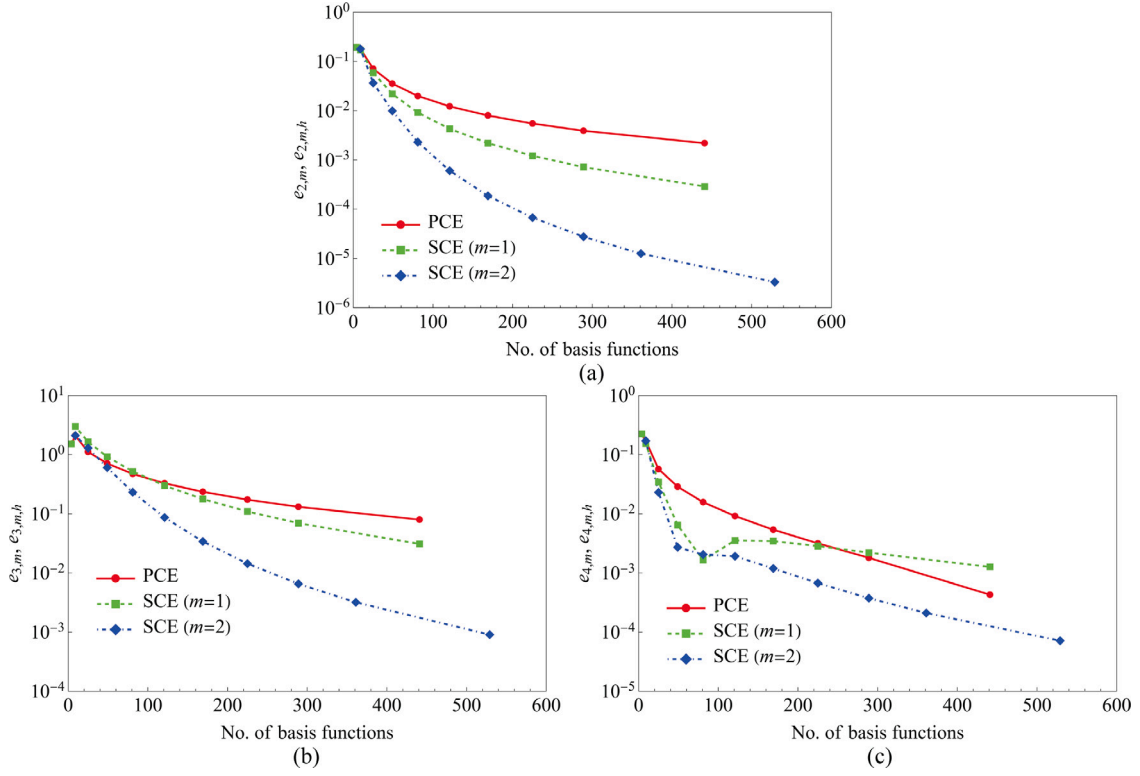 10^0
10^-1
10^-2
10^-3
10^-4
10^-5
10^-6
e_{2,m}, e_{2,m,h}
PCE
SCE (m=1)
SCE (m=2)
0 100 200 300 400 500 600
No. of basis functions
(a)
10^1
10^0
10^-1
10^-2
10^-3
10^-4
e_{3,m}, e_{3,m,h}
PCE
SCE (m=1)
SCE (m=2)
0 100 200 300 400 500 600
No. of basis functions
(b)
10^0
10^-1
10^-2
10^-3
10^-4
10^-5
e_{4,m}, e_{4,m,h}
PCE
SCE (m=1)
SCE (m=2)
0 100 200 300 400 500 600
No. of basis functions
(c)